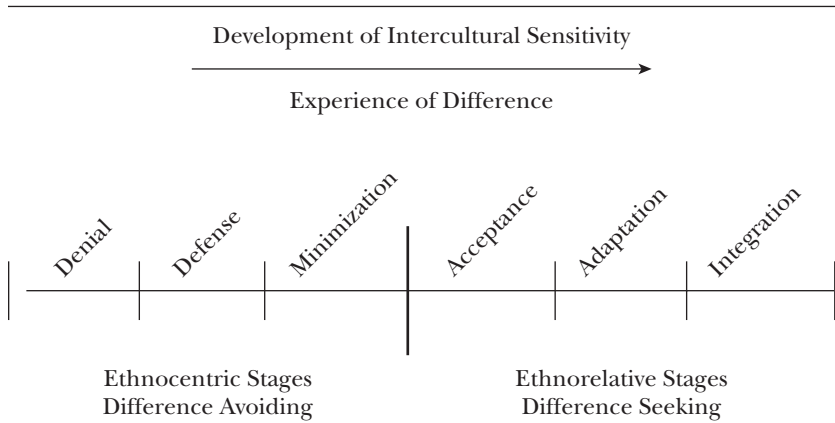 Development of Intercultural Sensitivity
Experience of Difference
Denial
Defense
Minimization
Acceptance
Adaptation
Integration
Ethnocentric Stages
Difference Avoiding
Ethnorelative Stages
Difference Seeking